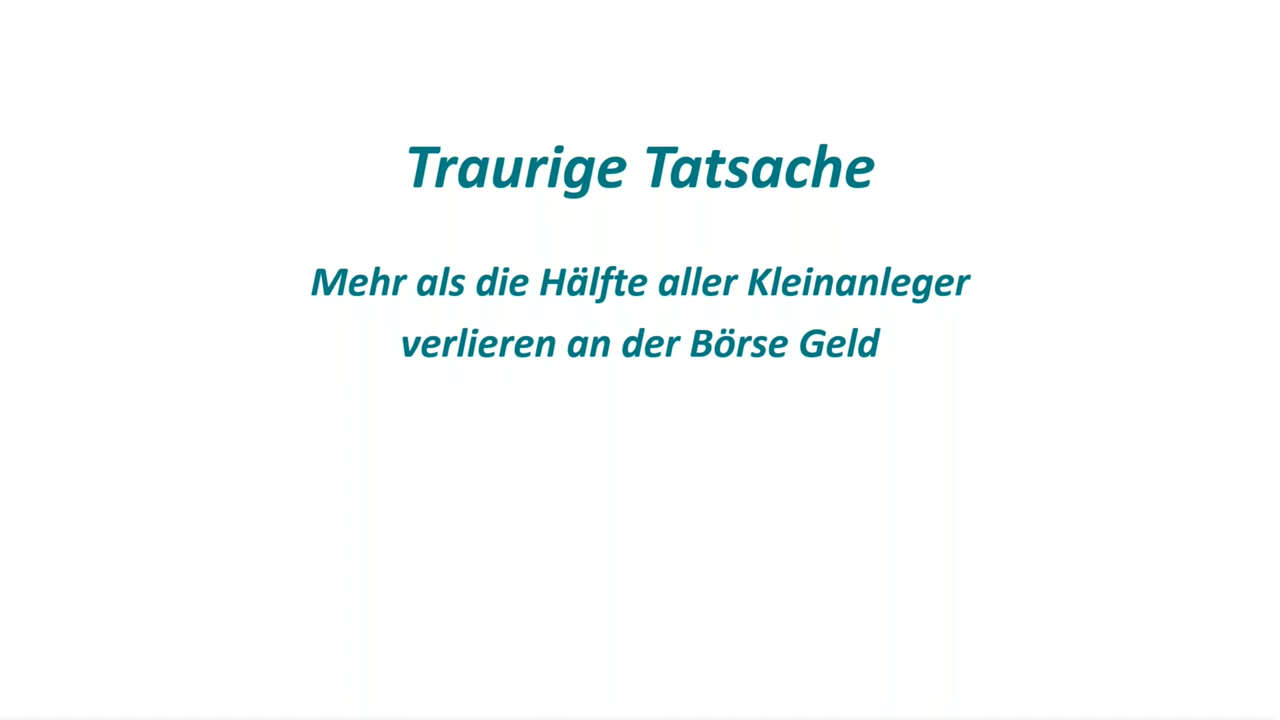 Traurige Tatsache
Mehr als die Hälfte aller Kleinanleger
verlieren an der Börse Geld